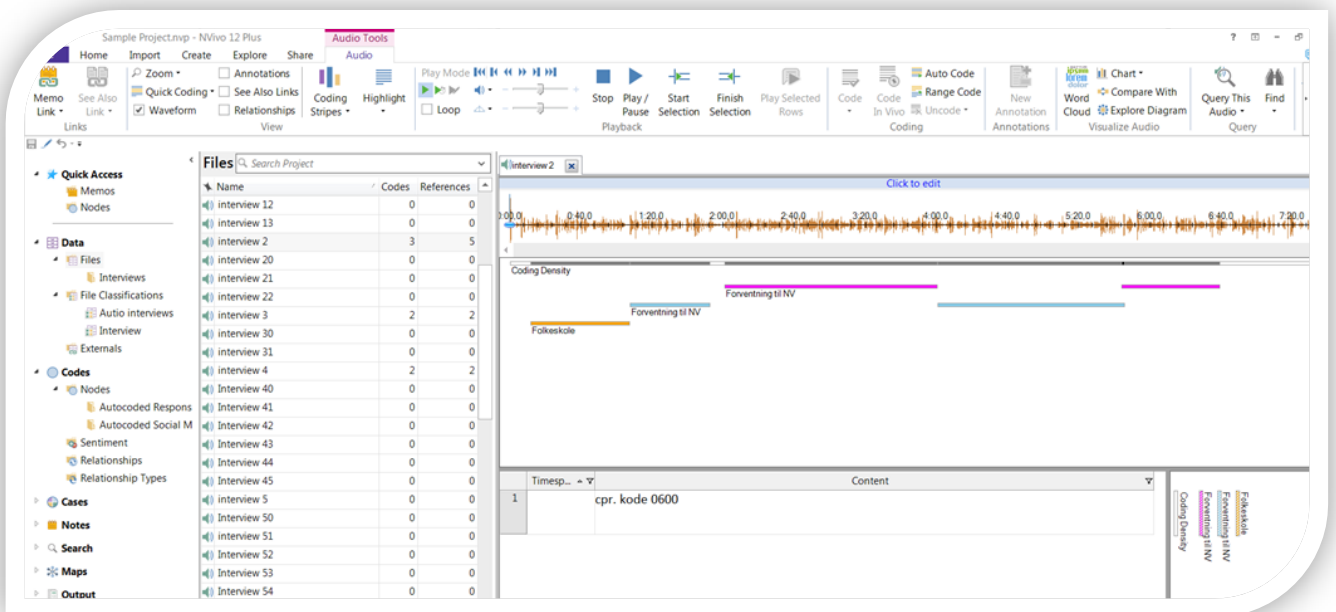 Sample Project.nvp - NVivo 12 Plus
Audio Tools
?
Home Import Create Explore Share Audio
Memo Link
See Also Link
Links
Zoom
Quick Coding
Waveform
Annotations
See Also Links
Relationships
Coding Stripes
Highlight
View
Play Mode
Loop
Stop
Play / Pause
Start Selection
Finish Selection
Play Selected Rows
Playback
Code
Code In Vivo
Auto Code
Range Code
Uncode
Coding
New Annotation
Annotations
lorem
dolor
Word Cloud
Chart
Compare With
Explore Diagram
Visualize Audio
Query This Audio
Find
Query
Quick Access
Memos
Nodes
Data
Files
Interviews
File Classifications
Autio interviews
Interview
Externals
Codes
Nodes
Autocoded Respons
Autocoded Social M
Sentiment
Relationships
Relationship Types
Cases
Notes
Search
Maps
Output
Files Search Project
Name Codes References
interview 12 0 0
interview 13 0 0
interview 2 3 5
interview 20 0 0
interview 21 0 0
interview 22 0 0
interview 3 2 2
interview 30 0 0
interview 31 0 0
interview 4 2 2
Interview 40 0 0
Interview 41 0 0
Interview 42 0 0
Interview 43 0 0
Interview 44 0 0
Interview 45 0 0
interview 5 0 0
Interview 50 0 0
interview 51 0 0
Interview 52 0 0
Interview 53 0 0
Interview 54 0 0
interview 2
Click to edit
0:40,0 1:20,0 2:00,0 2:40,0 3:20,0 4:00,0 4:40,0 5:20,0 6:00,0 6:40,0 7:20,0
Coding Density
Forventning til NV
Forventning til NV
Folkeskole
Timesp... Content
1 cpr. kode 0600
Coding Density
Forventning til NV
Forventning til NV
Folkeskole